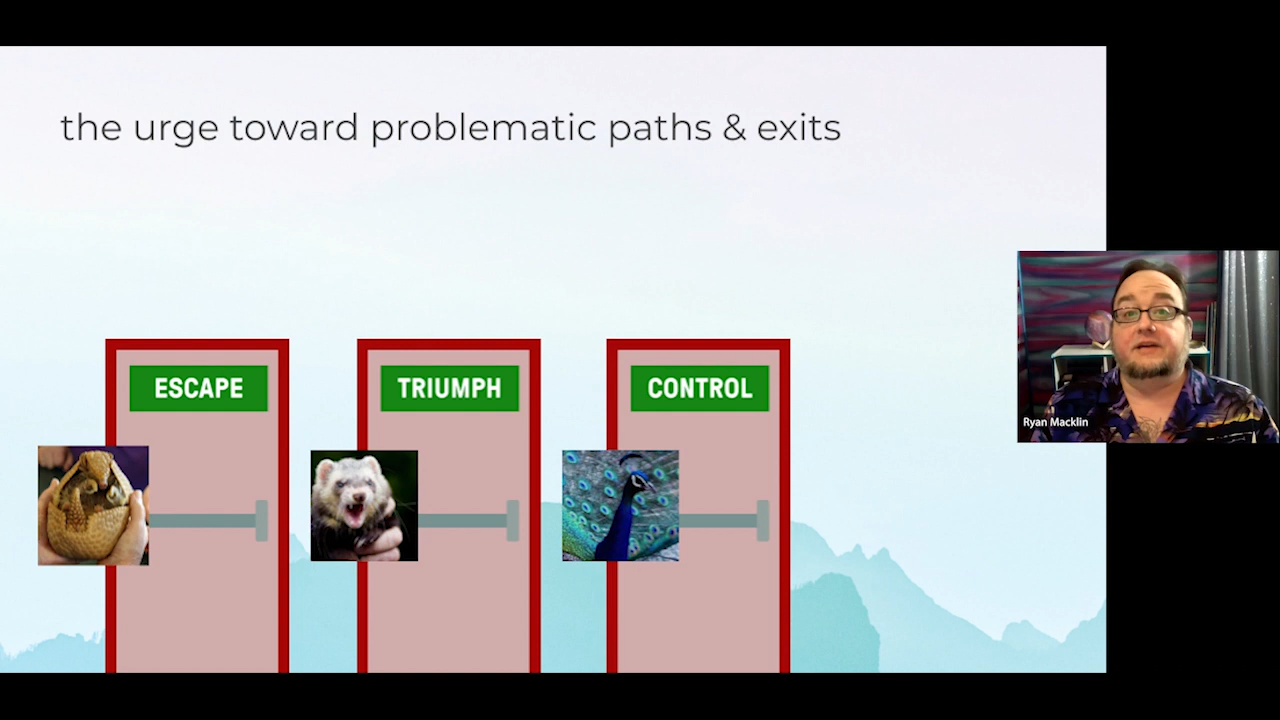 the urge toward problematic paths & exits
ESCAPE
TRIUMPH
CONTROL
Ryan Macklin